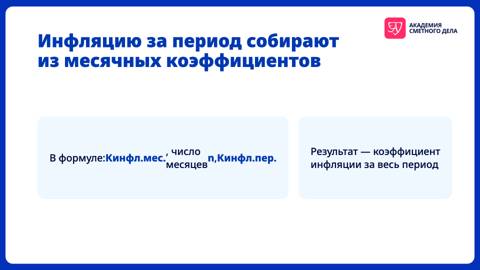 АКАДЕМИЯ
СМЕТНОГО ДЕЛА
Инфляцию за период собирают
из месячных коэффициентов
В формуле:Кинфл.мес., число
месяцев n,Кинфл.пер.
Результат — коэффициент
инфляции за весь период